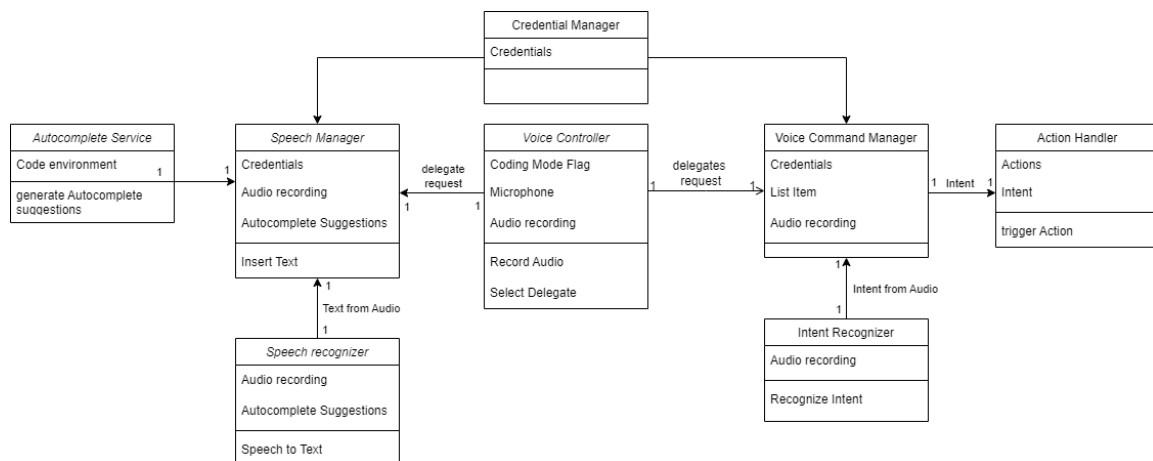 Credential Manager
Credentials
Autocomplete Service
Code environment
generate Autocomplete
suggestions
1
1
Speech Manager
Credentials
Audio recording
Autocomplete Suggestions
Insert Text
delegate
request
1
1
Voice Controller
Coding Mode Flag
Microphone
Audio recording
Record Audio
Select Delegate
delegates
request
1
1
Voice Command Manager
Credentials
List Item
Audio recording
1
Intent
1
Action Handler
Actions
Intent
trigger Action
1
Text from Audio
1
Speech recognizer
Audio recording
Autocomplete Suggestions
Speech to Text
1
Intent from Audio
1
Intent Recognizer
Audio recording
Recognize Intent